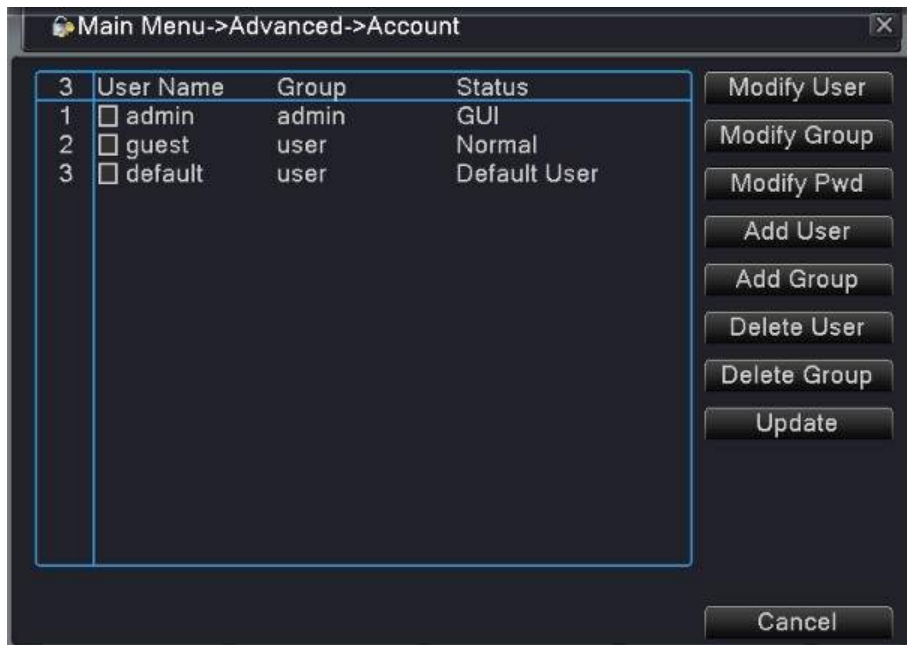 Main Menu->Advanced->Account
3 User Name Group Status
1 admin admin GUI
2 guest user Normal
3 default user Default User
Modify User
Modify Group
Modify Pwd
Add User
Add Group
Delete User
Delete Group
Update
Cancel